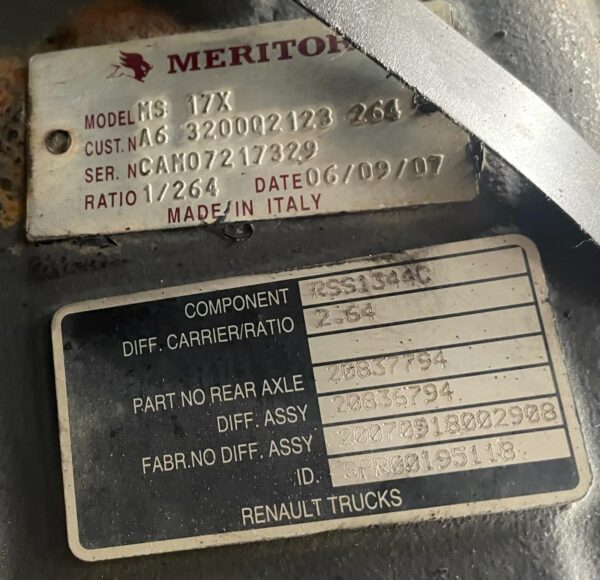 MERITOR
MODEL MS 17X
CUST. N A6 3200Q2123 264
SER. N CAM07217329
RATIO 1/264 DATE 06/09/07
MADE IN ITALY
COMPONENT RSS1344C
DIFF. CARRIER/RATIO 2.64
PART NO REAR AXLE 20837794
DIFF. ASSY 20836794
FABR.NO DIFF. ASSY 20070918002908
ID. SPR00195118
RENAULT TRUCKS